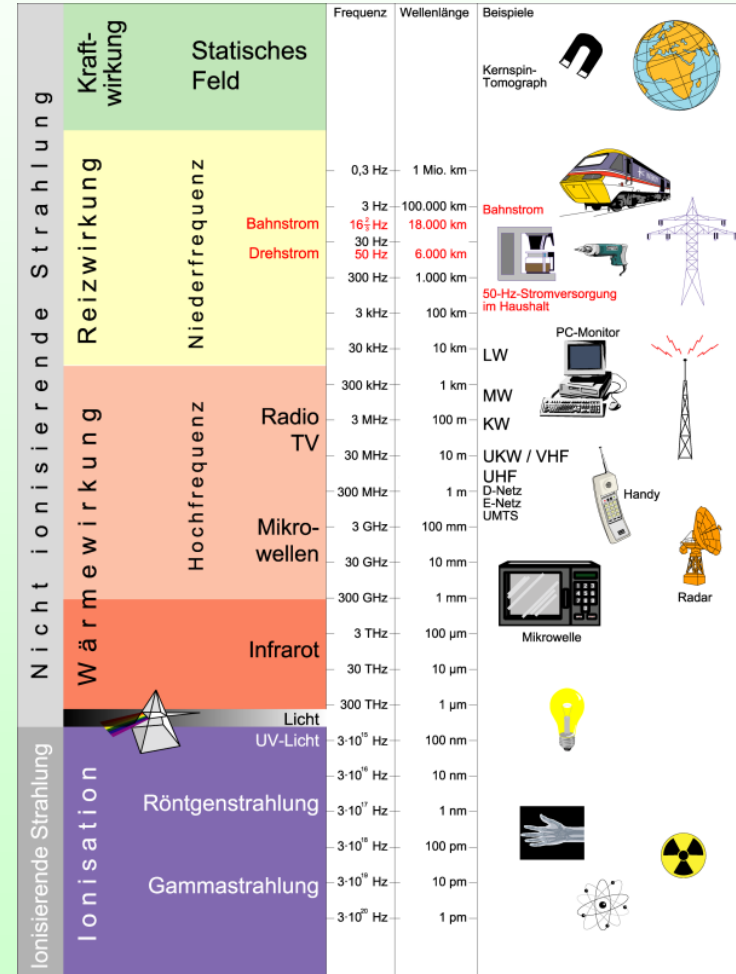 Frequenz Wellenlänge Beispiele
Nicht ionisierende Strahlung
Ionisierende Strahlung
Kraft-
wirkung
Statisches
Feld
Kernspin-
Tomograph
Reizwirkung
Niederfrequenz
0,3 Hz 1 Mio. km
3 Hz 100.000 km
Bahnstrom 16⅔ Hz 18.000 km
Bahnstrom
30 Hz
Drehstrom 50 Hz 6.000 km
300 Hz 1.000 km
50-Hz-Stromversorgung
im Haushalt
3 kHz 100 km
30 kHz 10 km
PC-Monitor
LW
Wärmewirkung
Hochfrequenz
300 kHz 1 km
MW
Radio
TV
3 MHz 100 m
KW
30 MHz 10 m
UKW / VHF
UHF
D-Netz
E-Netz
UMTS
Handy
300 MHz 1 m
Mikro-
wellen
3 GHz 100 mm
30 GHz 10 mm
Radar
300 GHz 1 mm
Mikrowelle
Infrarot
3 THz 100 µm
30 THz 10 µm
300 THz 1 µm
Licht
Ionisation
UV-Licht 3·10¹⁵ Hz 100 nm
3·10¹⁶ Hz 10 nm
Röntgenstrahlung 3·10¹⁷ Hz 1 nm
3·10¹⁸ Hz 100 pm
Gammastrahlung 3·10¹⁹ Hz 10 pm
3·10²⁰ Hz 1 pm